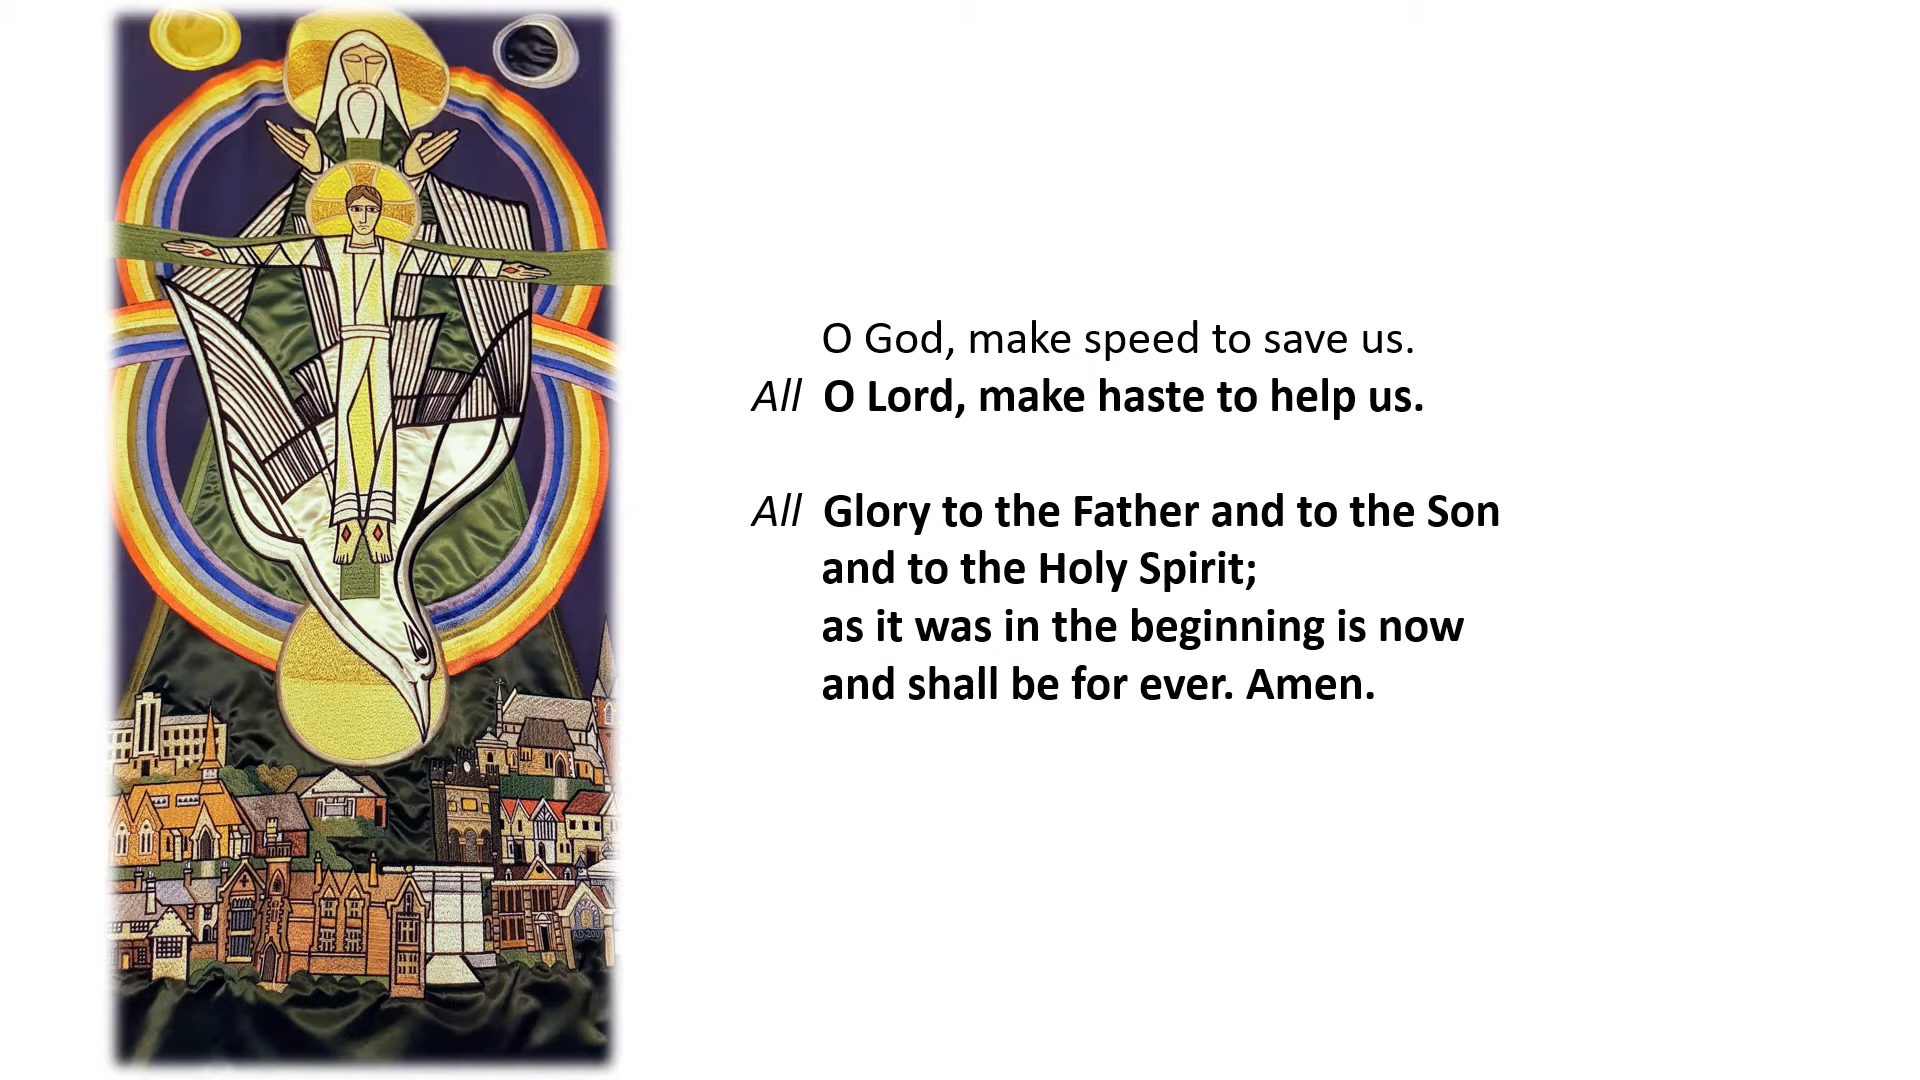 O God, make speed to save us.
All O Lord, make haste to help us.
All Glory to the Father and to the Son
and to the Holy Spirit;
as it was in the beginning is now
and shall be for ever. Amen.